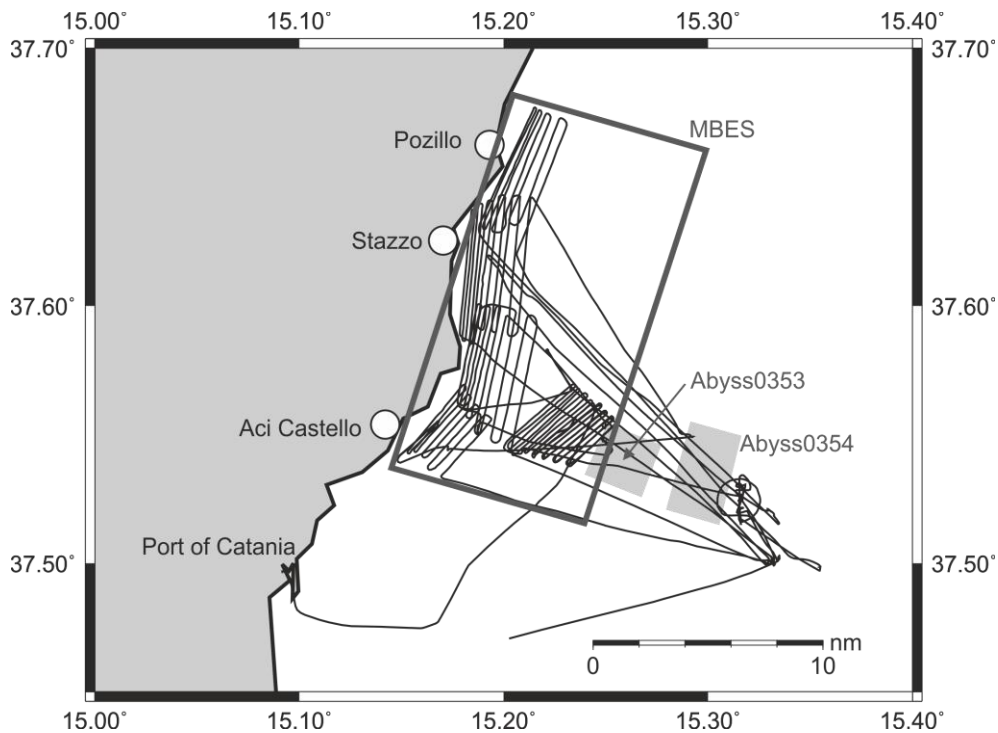 15.00˚ 15.10˚ 15.20˚ 15.30˚ 15.40˚
37.70˚ 37.70˚
MBES
Pozillo
Stazzo
37.60˚ 37.60˚
Abyss0353
Aci Castello
Abyss0354
Port of Catania
37.50˚ 37.50˚
nm
0 10
15.00˚ 15.10˚ 15.20˚ 15.30˚ 15.40˚